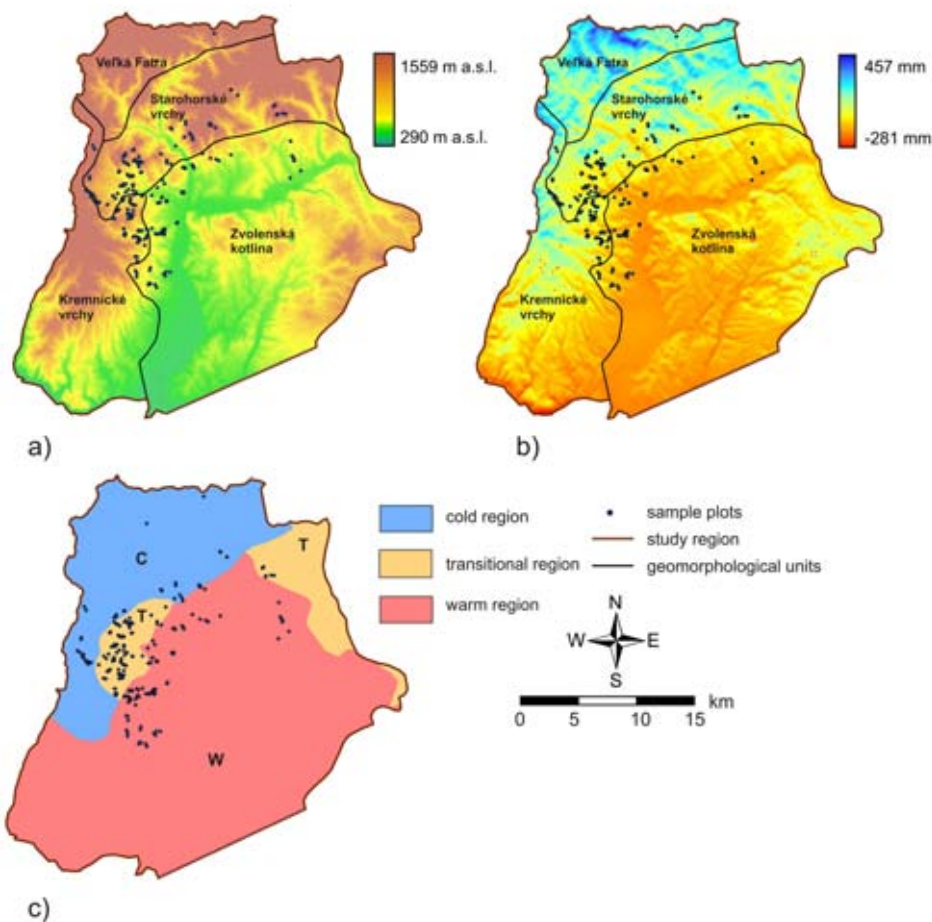 Veľká Fatra
Starohorské
vrchy
Zvolenská
kotlina
Kremnické
vrchy
1559 m a.s.l.
290 m a.s.l.
a)
Veľká Fatra
Starohorské
vrchy
Zvolenská
kotlina
Kremnické
vrchy
457 mm
-281 mm
b)
C
T
T
W
c)
cold region
transitional region
warm region
sample plots
study region
geomorphological units
N
W E
S
km
0 5 10 15